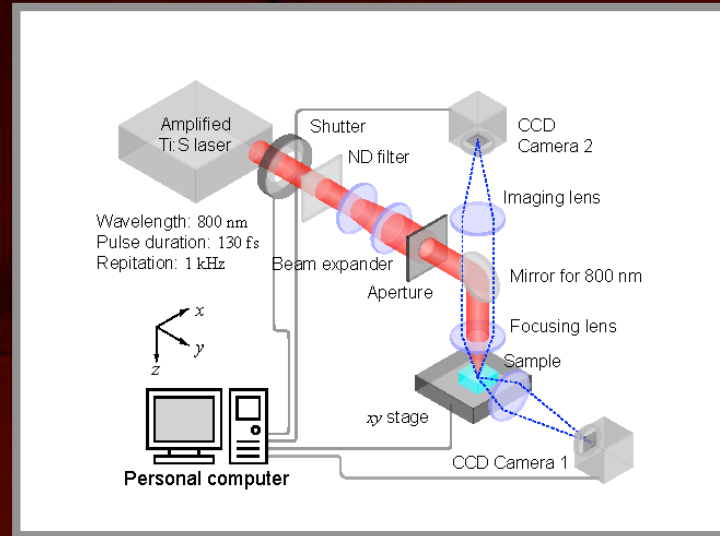 Amplified
Ti:S laser
Shutter
ND filter
CCD
Camera 2
Imaging lens
Wavelength: 800 nm
Pulse duration: 130 fs
Repitation: 1 kHz
Beam expander
Aperture
Mirror for 800 nm
Focusing lens
Sample
x
y
z
xy stage
CCD Camera 1
Personal computer